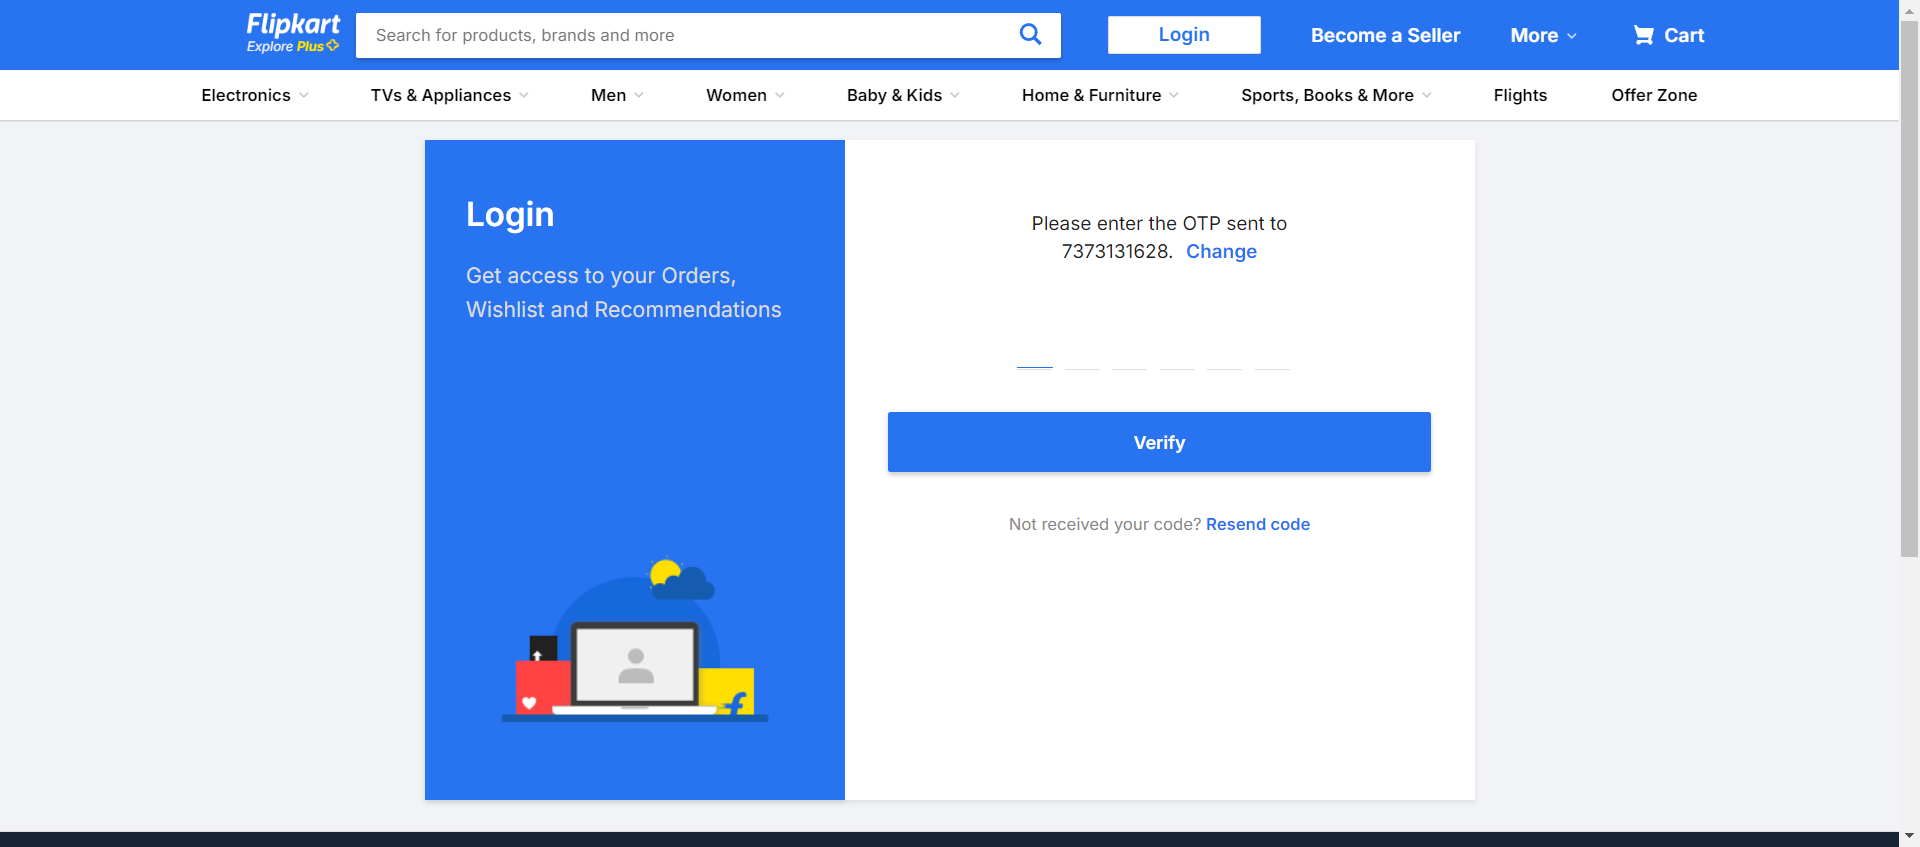 Flipkart
Explore Plus
Search for products, brands and more
Login
Become a Seller
More
Cart
Electronics
TVs & Appliances
Men
Women
Baby & Kids
Home & Furniture
Sports, Books & More
Flights
Offer Zone
Login
Get access to your Orders,
Wishlist and Recommendations
Please enter the OTP sent to
7373131628. Change
Verify
Not received your code? Resend code
f